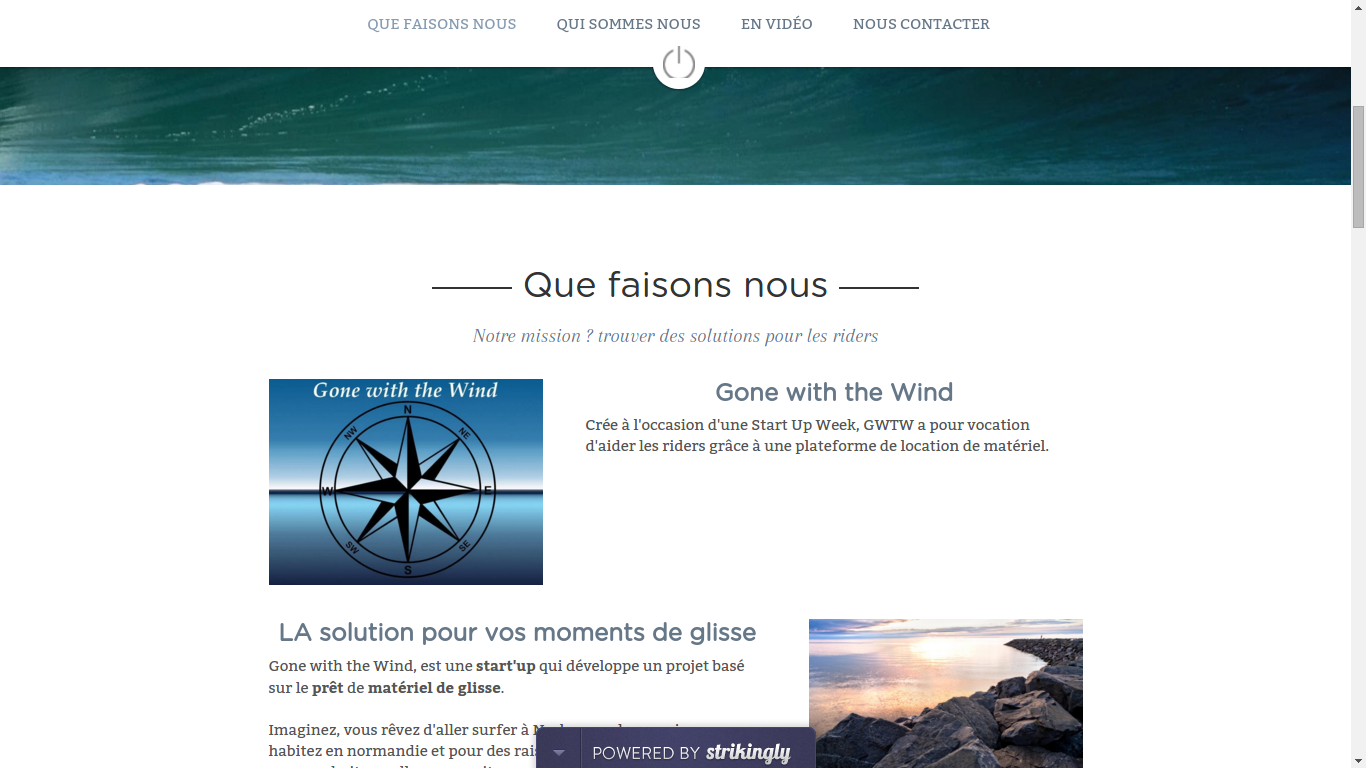 QUE FAISONS NOUS QUI SOMMES NOUS EN VIDÉO NOUS CONTACTER
Que faisons nous
Notre mission ? trouver des solutions pour les riders
Gone with the Wind
N
NE
E
SE
S
SW
W
NW
Gone with the Wind
Crée à l'occasion d'une Start Up Week, GWTW a pour vocation
d'aider les riders grâce à une plateforme de location de matériel.
LA solution pour vos moments de glisse
Gone with the Wind, est une start'up qui développe un projet basé
sur le prêt de matériel de glisse.
Imaginez, vous rêvez d'aller surfer à
habitez en normandie et pour des
POWERED BY strikingly